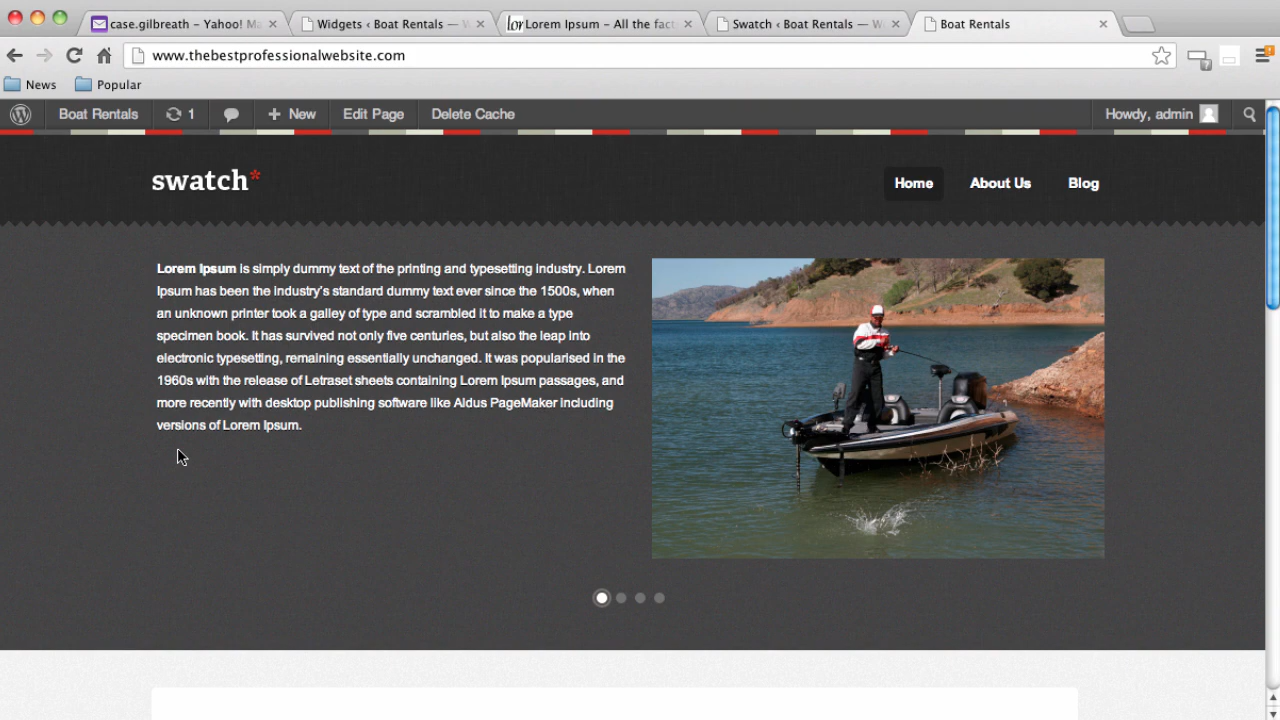 case.gilbreath – Yahoo! Ma
Widgets ‹ Boat Rentals — W
lor Lorem Ipsum – All the fact
Swatch ‹ Boat Rentals — W
Boat Rentals
www.thebestprofessionalwebsite.com
News
Popular
Boat Rentals
1
+ New
Edit Page
Delete Cache
Howdy, admin
swatch*
Home
About Us
Blog
Lorem Ipsum is simply dummy text of the printing and typesetting industry. Lorem
Ipsum has been the industry's standard dummy text ever since the 1500s, when
an unknown printer took a galley of type and scrambled it to make a type
specimen book. It has survived not only five centuries, but also the leap into
electronic typesetting, remaining essentially unchanged. It was popularised in the
1960s with the release of Letraset sheets containing Lorem Ipsum passages, and
more recently with desktop publishing software like Aldus PageMaker including
versions of Lorem Ipsum.